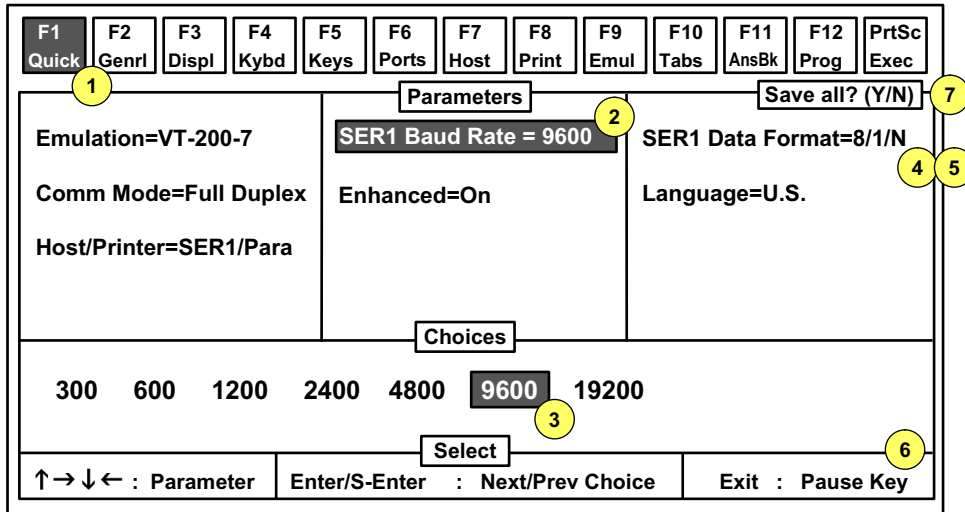 F1 F2 F3 F4 F5 F6 F7 F8 F9 F10 F11 F12 PrtSc
Quick Genrl Displ Kybd Keys Ports Host Print Emul Tabs AnsBk Prog Exec
1
Parameters
Save all? (Y/N)
7
Emulation=VT-200-7
SER1 Baud Rate = 9600
2
SER1 Data Format=8/1/N
4
5
Comm Mode=Full Duplex
Enhanced=On
Language=U.S.
Host/Printer=SER1/Para
Choices
300 600 1200 2400 4800 9600 19200
3
Select
6
↑→↓← : Parameter
Enter/S-Enter : Next/Prev Choice
Exit : Pause Key